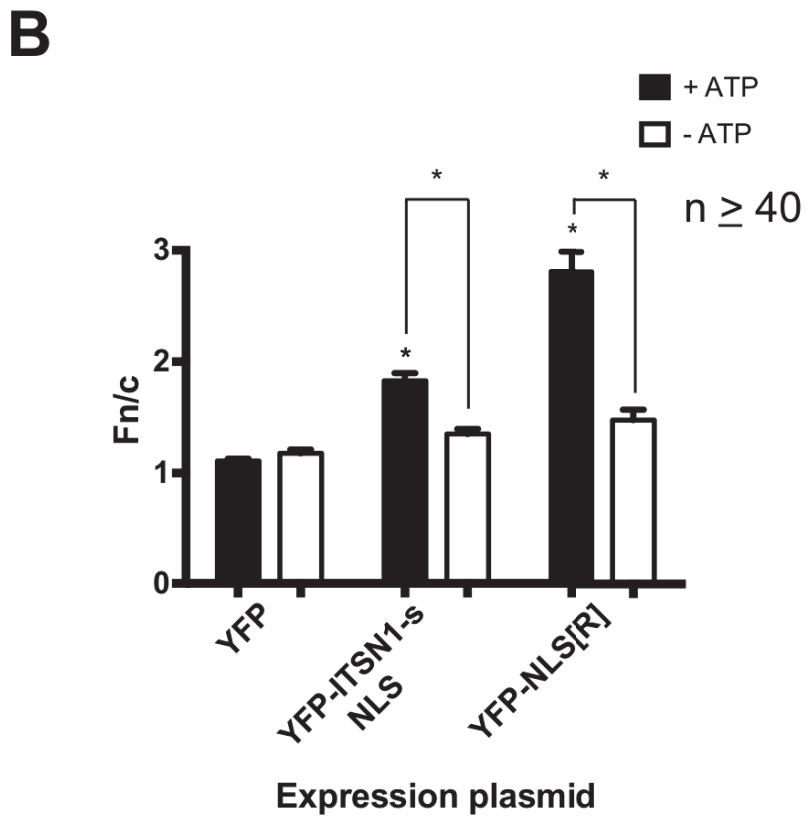 B
+ ATP
- ATP
n ≥ 40
*
*
*
*
3
2
1
0
Fn/c
YFP
YFP-ITSN1-s
NLS
YFP-NLS[R]
Expression plasmid